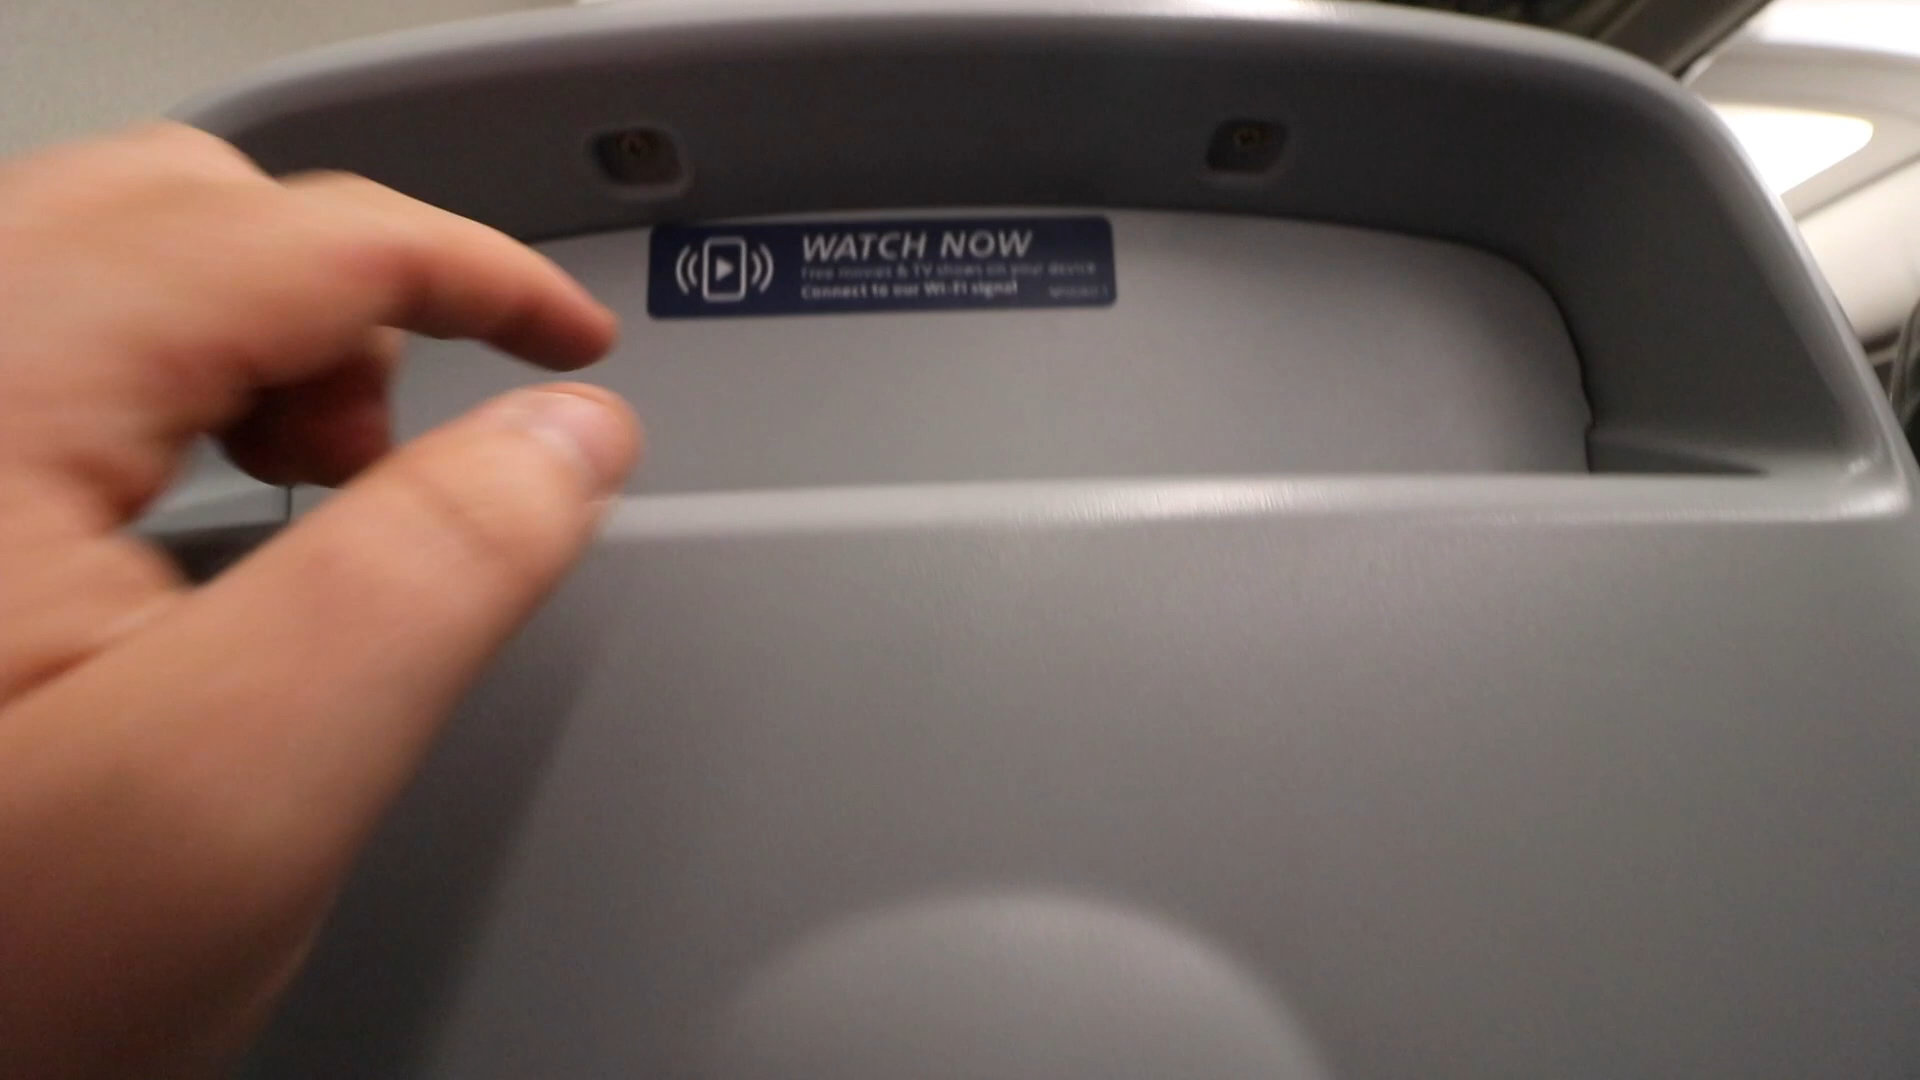 WATCH NOW
Free movies & TV shows on your device
Connect to our Wi-Fi signal